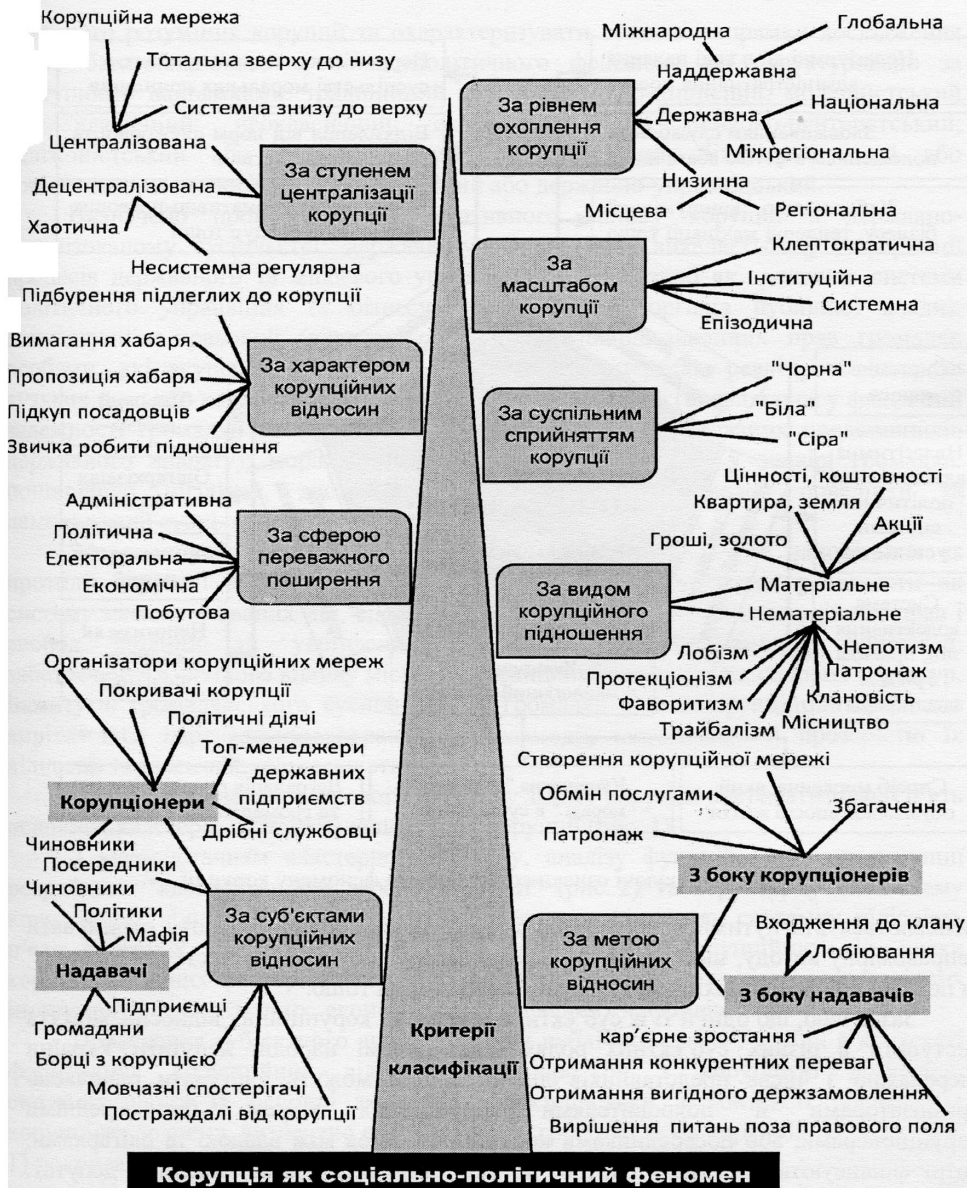 Корупційна мережа
Тотальна зверху до низу
Системна знизу до верху
Централізована
За ступенем
централізації
корупції
Децентралізована
Хаотична
Несистемна регулярна
Підбурення підлеглих до корупції
Вимагання хабаря
Пропозиція хабаря
Підкуп посадовців
Звичка робити підношення
За характером
корупційних
відносин
Адміністративна
Політична
Електоральна
Економічна
Побутова
За сферою
переважного
поширення
Організатори корупційних мереж
Покривачі корупції
Політичні діячі
Топ-менеджери
державних
підприємств
Дрібні службовці
Корупціонери
Чиновники
Посередники
Чиновники
Політики
Мафія
Надавачі
Підприємці
Громадяни
За суб'єктами
корупційних
відносин
Борці з корупцією
Мовчазні спостерігачі
Постраждалі від корупції
Глобальна
Міжнародна
Наддержавна
Державна
Національна
Міжрегіональна
Низинна
Місцева
Регіональна
За рівнем
охоплення
корупції
Клептократична
Інституційна
Системна
Епізодична
За
масштабом
корупції
"Чорна"
"Біла"
"Сіра"
За суспільним
сприйняттям
корупції
Цінності, коштовності
Квартира, земля
Акції
Гроші, золото
Матеріальне
Нематеріальне
За видом
корупційного
підношення
Лобізм
Непотизм
Протекціонізм
Патронаж
Фаворитизм
Клановість
Трайбалізм
Місництво
Створення корупційної мережі
Обмін послугами
Збагачення
Патронаж
З боку корупціонерів
За метою
корупційних
відносин
Входження до клану
Лобіювання
З боку надавачів
кар'єрне зростання
Отримання конкурентних переваг
Отримання вигідного держзамовлення
Вирішення питань поза правового поля
Критерії
класифікації
Корупція як соціально-політичний феномен